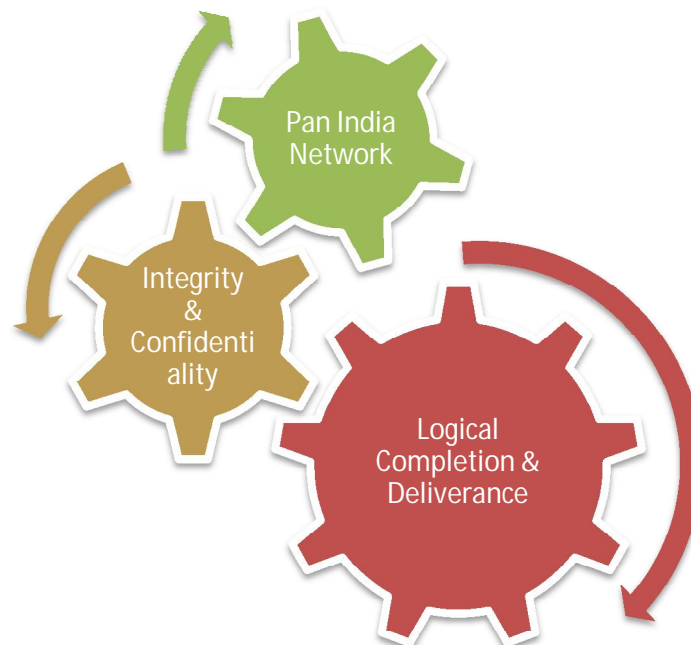 Pan India
Network
Integrity
&
Confidenti
ality
Logical
Completion &
Deliverance